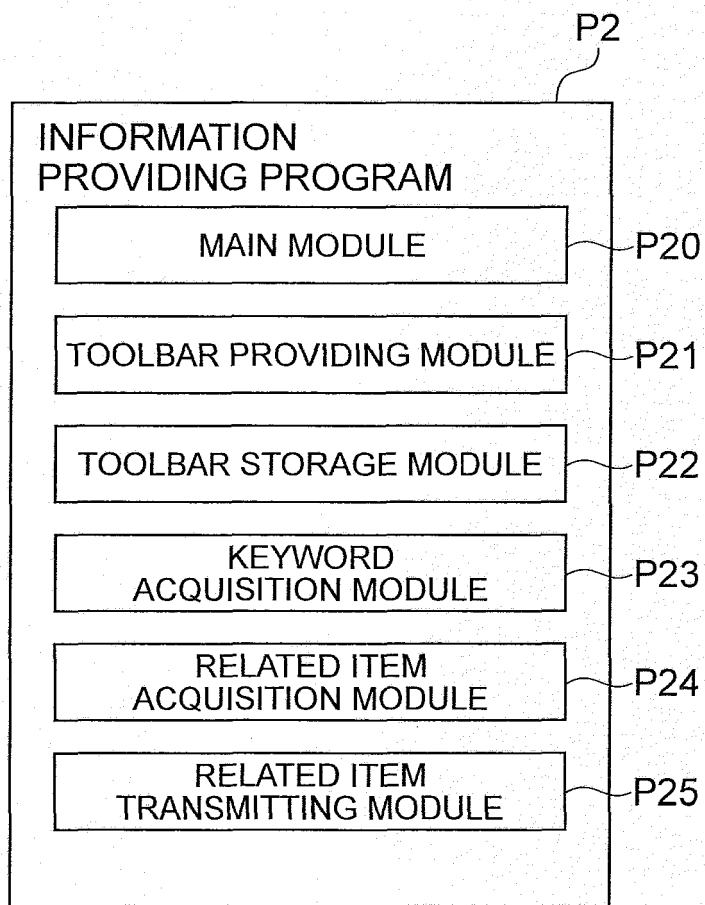 P2
INFORMATION
PROVIDING PROGRAM
MAIN MODULE
P20
TOOLBAR PROVIDING MODULE
P21
TOOLBAR STORAGE MODULE
P22
KEYWORD
ACQUISITION MODULE
P23
RELATED ITEM
ACQUISITION MODULE
P24
RELATED ITEM
TRANSMITTING MODULE
P25